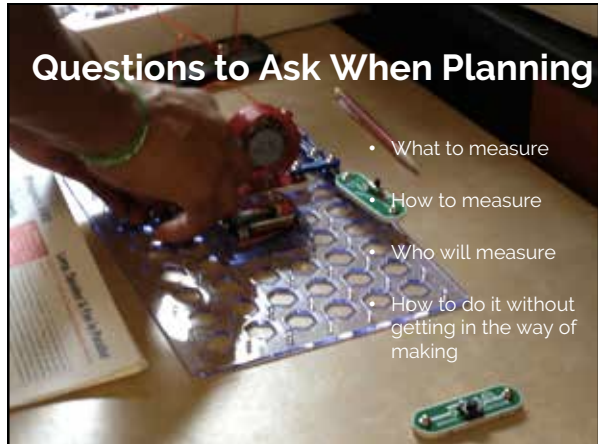 Questions to Ask When Planning
• What to measure
• How to measure
• Who will measure
• How to do it without
getting in the way of
making